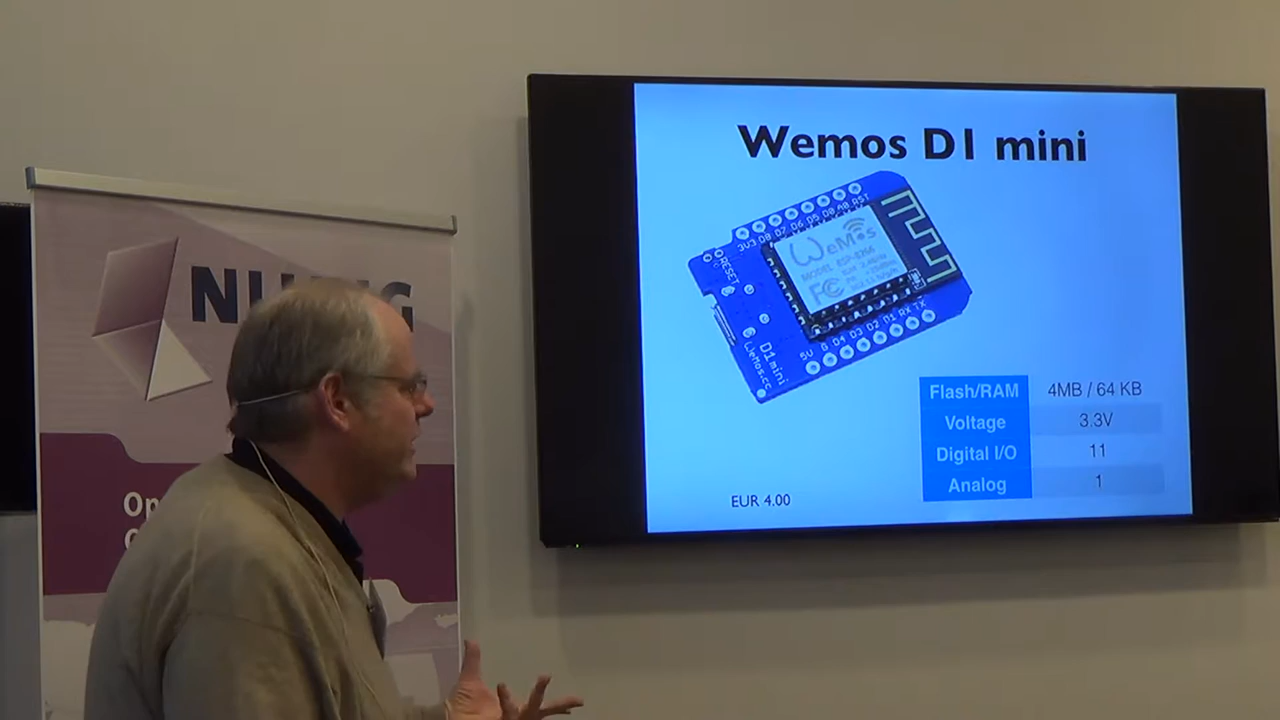 Wemos D1 mini
3V3 D8 D7 D6 D5 D0 A0 RST
RESET
WeMos
MODEL ESP-8266
FC
5V G D4 D3 D2 D1 RX TX
D1 mini
WeMos.cc
Flash/RAM 4MB / 64 KB
Voltage 3.3V
Digital I/O 11
Analog 1
EUR 4.00